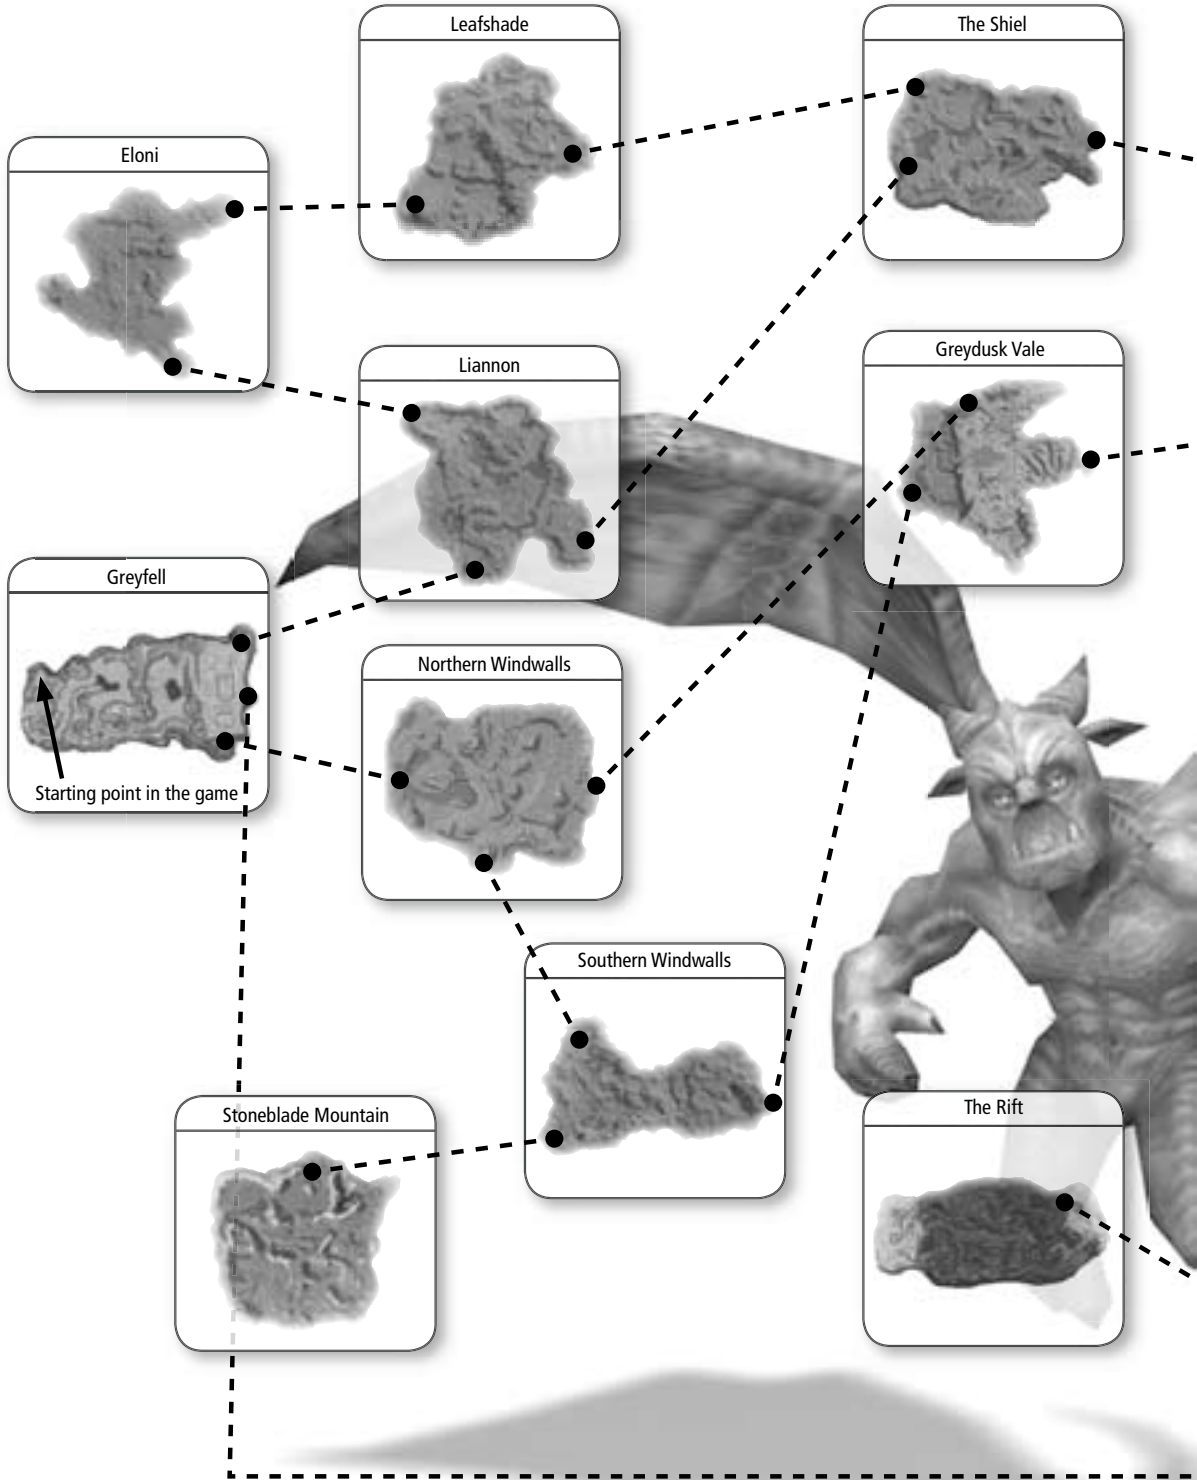 Leafshade
The Shiel
Eloni
Greydusk Vale
Liannon
Greyfell
Starting point in the game
Northern Windwalls
Southern Windwalls
Stoneblade Mountain
The Rift